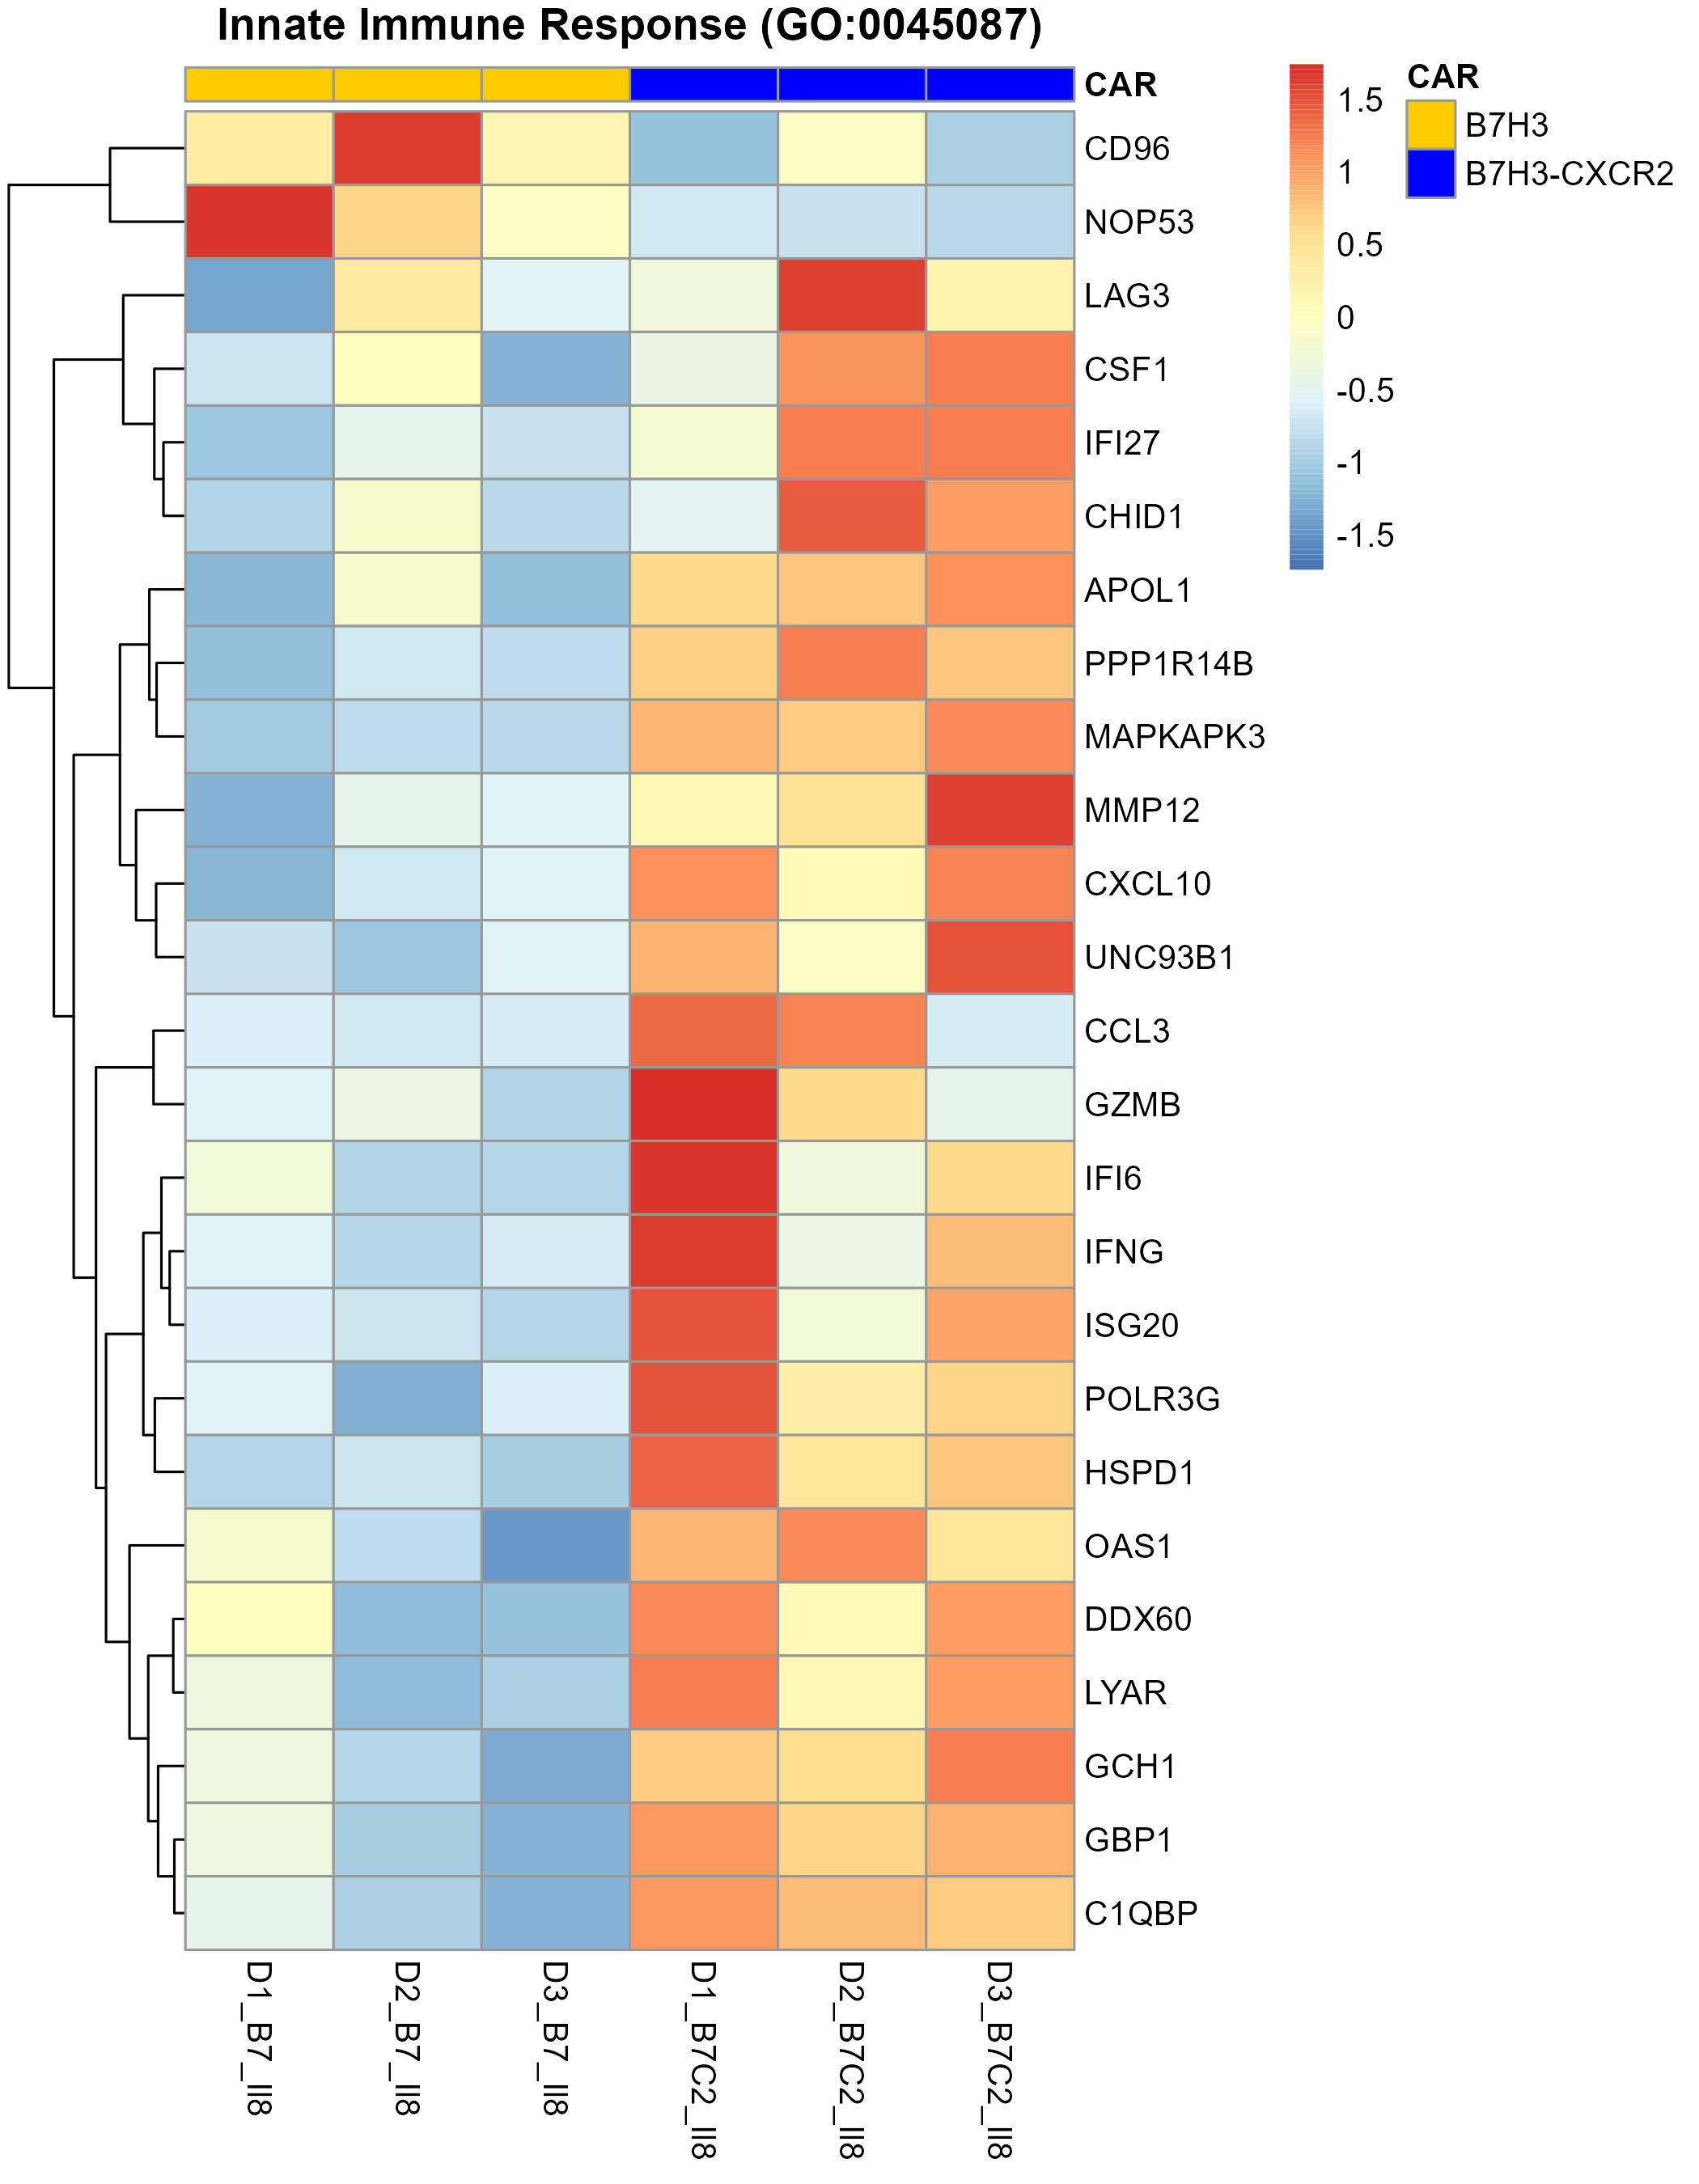 Innate Immune Response (GO:0045087)
CAR
CD96
NOP53
LAG3
CSF1
IFI27
CHID1
APOL1
PPP1R14B
MAPKAPK3
MMP12
CXCL10
UNC93B1
CCL3
GZMB
IFI6
IFNG
ISG20
POLR3G
HSPD1
OAS1
DDX60
LYAR
GCH1
GBP1
C1QBP
D1_B7_Il8
D2_B7_Il8
D3_B7_Il8
D1_B7C2_Il8
D2_B7C2_Il8
D3_B7C2_Il8
1.5
1
0.5
0
-0.5
-1
-1.5
CAR
B7H3
B7H3-CXCR2